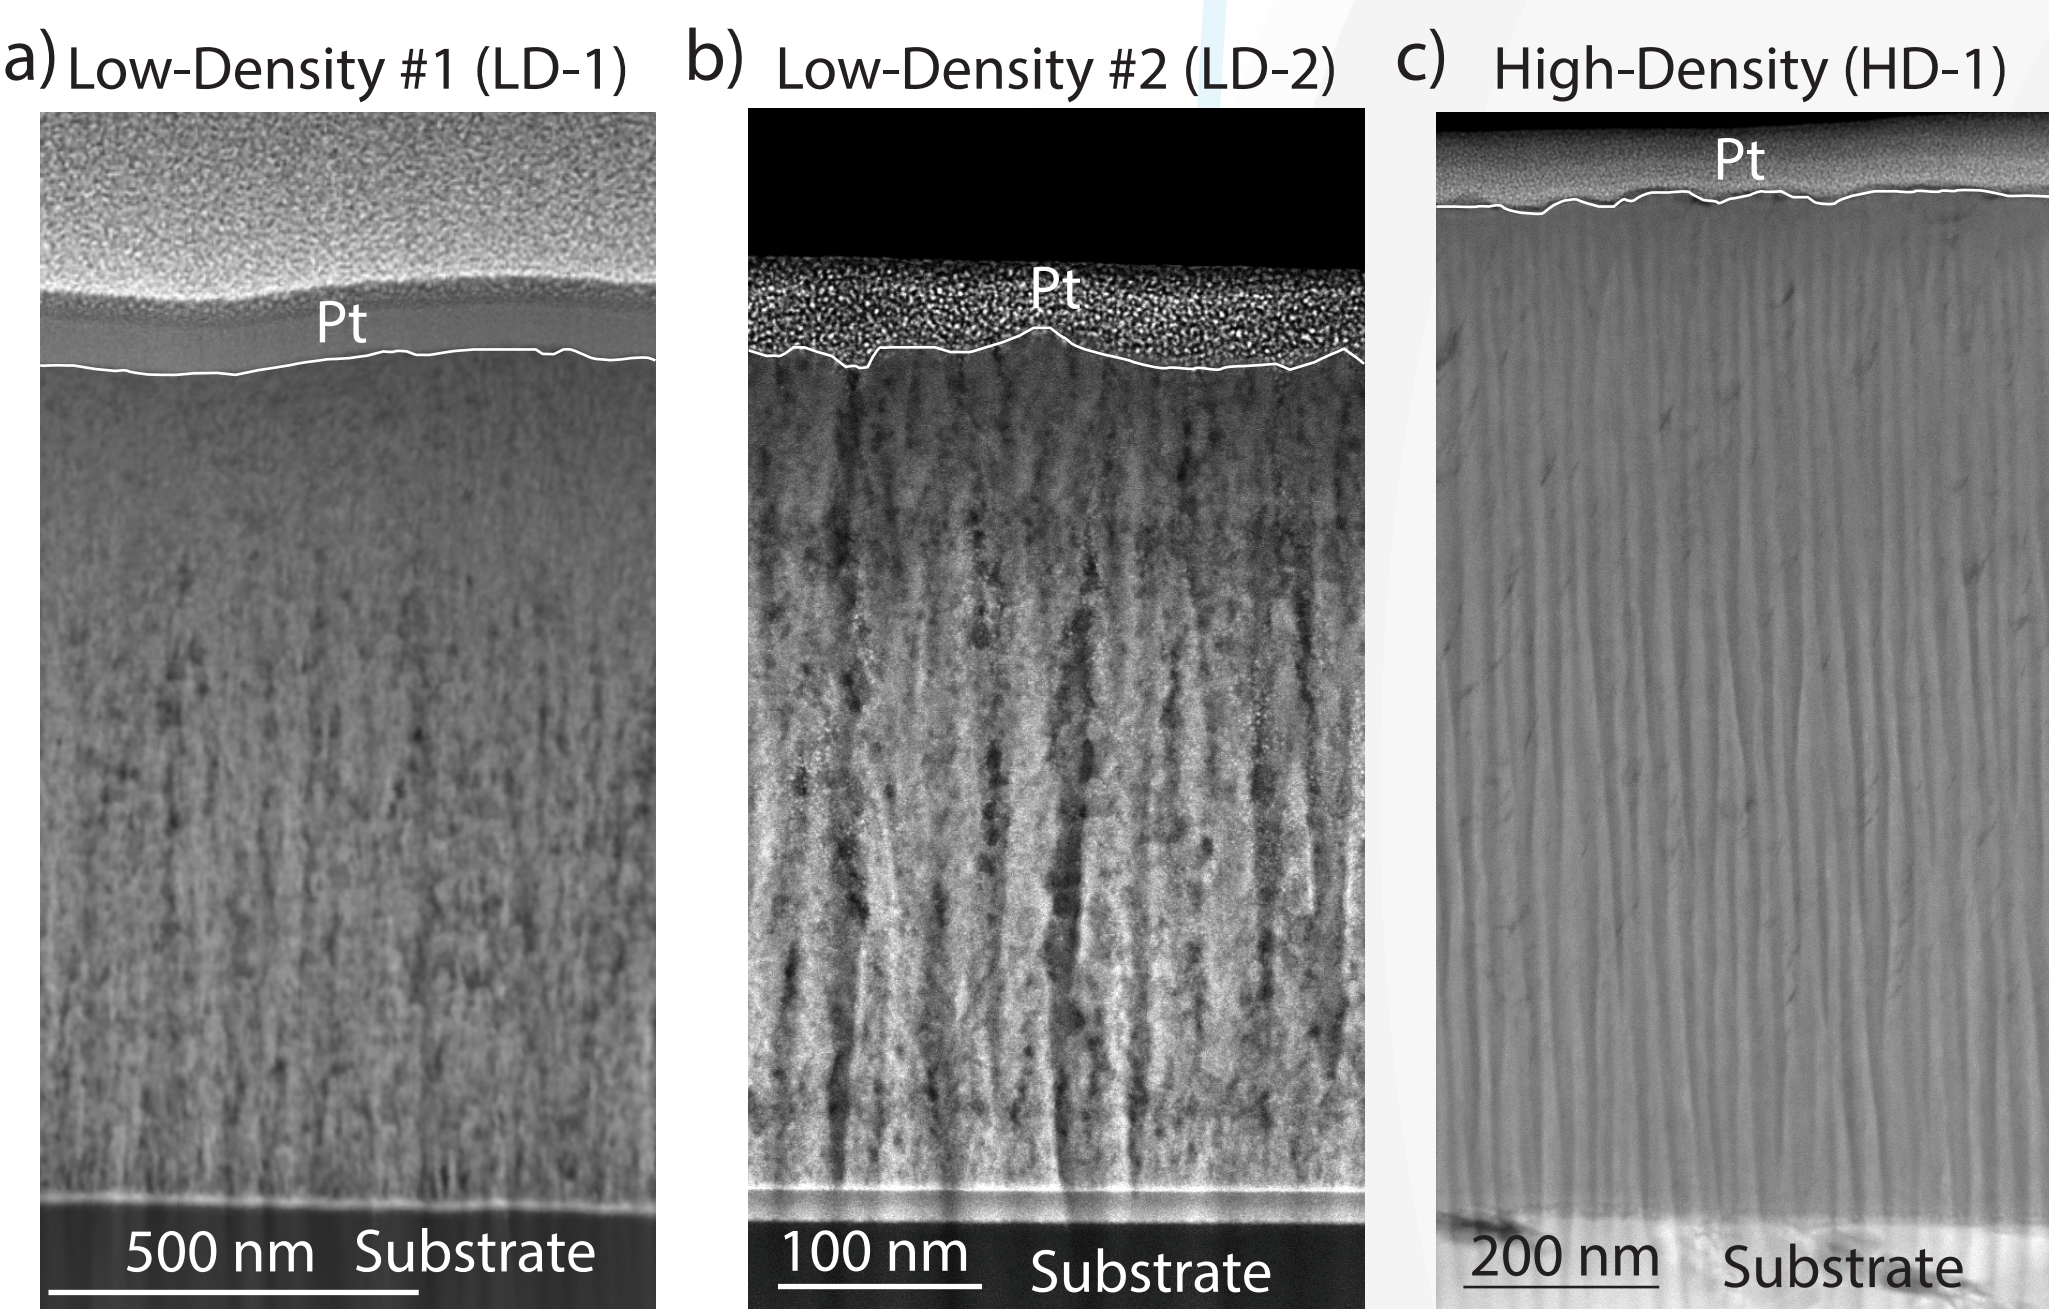 a) Low-Density #1 (LD-1)
Pt
500 nm Substrate
b) Low-Density #2 (LD-2)
Pt
100 nm
Substrate
c) High-Density (HD-1)
Pt
200 nm
Substrate